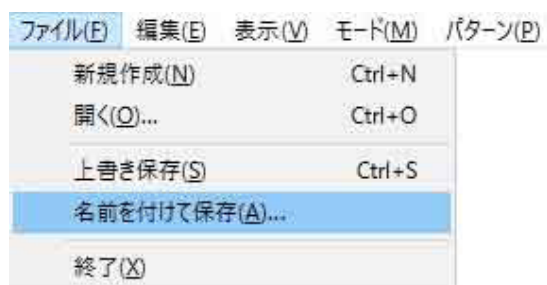 ファイル(F) 編集(E) 表示(V) モード(M) パターン(P)
新規作成(N) Ctrl+N
開く(O)... Ctrl+O
上書き保存(S) Ctrl+S
名前を付けて保存(A)...
終了(X)